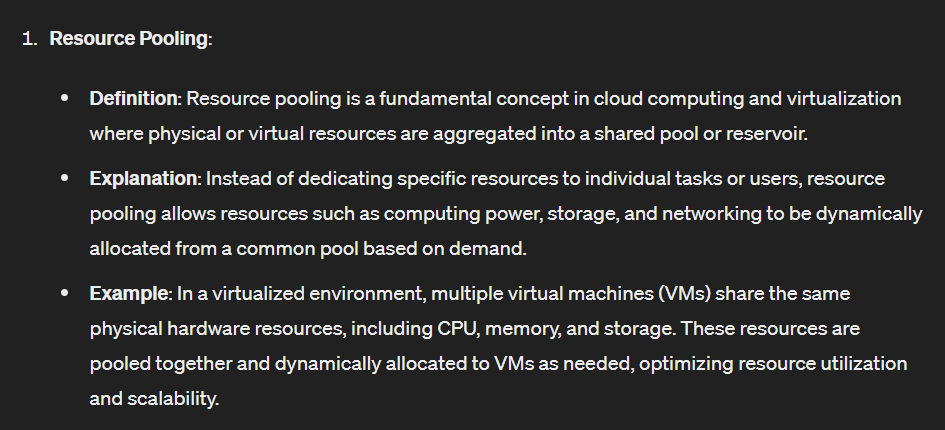 1. Resource Pooling:
• Definition: Resource pooling is a fundamental concept in cloud computing and virtualization
where physical or virtual resources are aggregated into a shared pool or reservoir.
• Explanation: Instead of dedicating specific resources to individual tasks or users, resource
pooling allows resources such as computing power, storage, and networking to be dynamically
allocated from a common pool based on demand.
• Example: In a virtualized environment, multiple virtual machines (VMs) share the same
physical hardware resources, including CPU, memory, and storage. These resources are
pooled together and dynamically allocated to VMs as needed, optimizing resource utilization
and scalability.